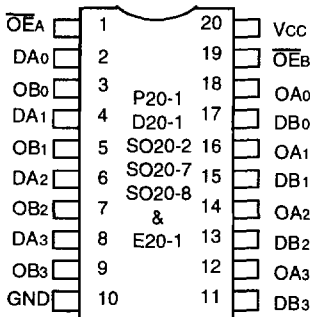 O̅E̅A 1 20 Vcc
DA0 2 19 O̅E̅B
OB0 3 18 OA0
P20-1
DA1 4 17 DB0
D20-1
OB1 5 SO20-2 16 OA1
DA2 6 SO20-7 15 DB1
SO20-8
OB2 7 14 OA2
&
DA3 8 E20-1 13 DB2
OB3 9 12 OA3
GND 10 11 DB3